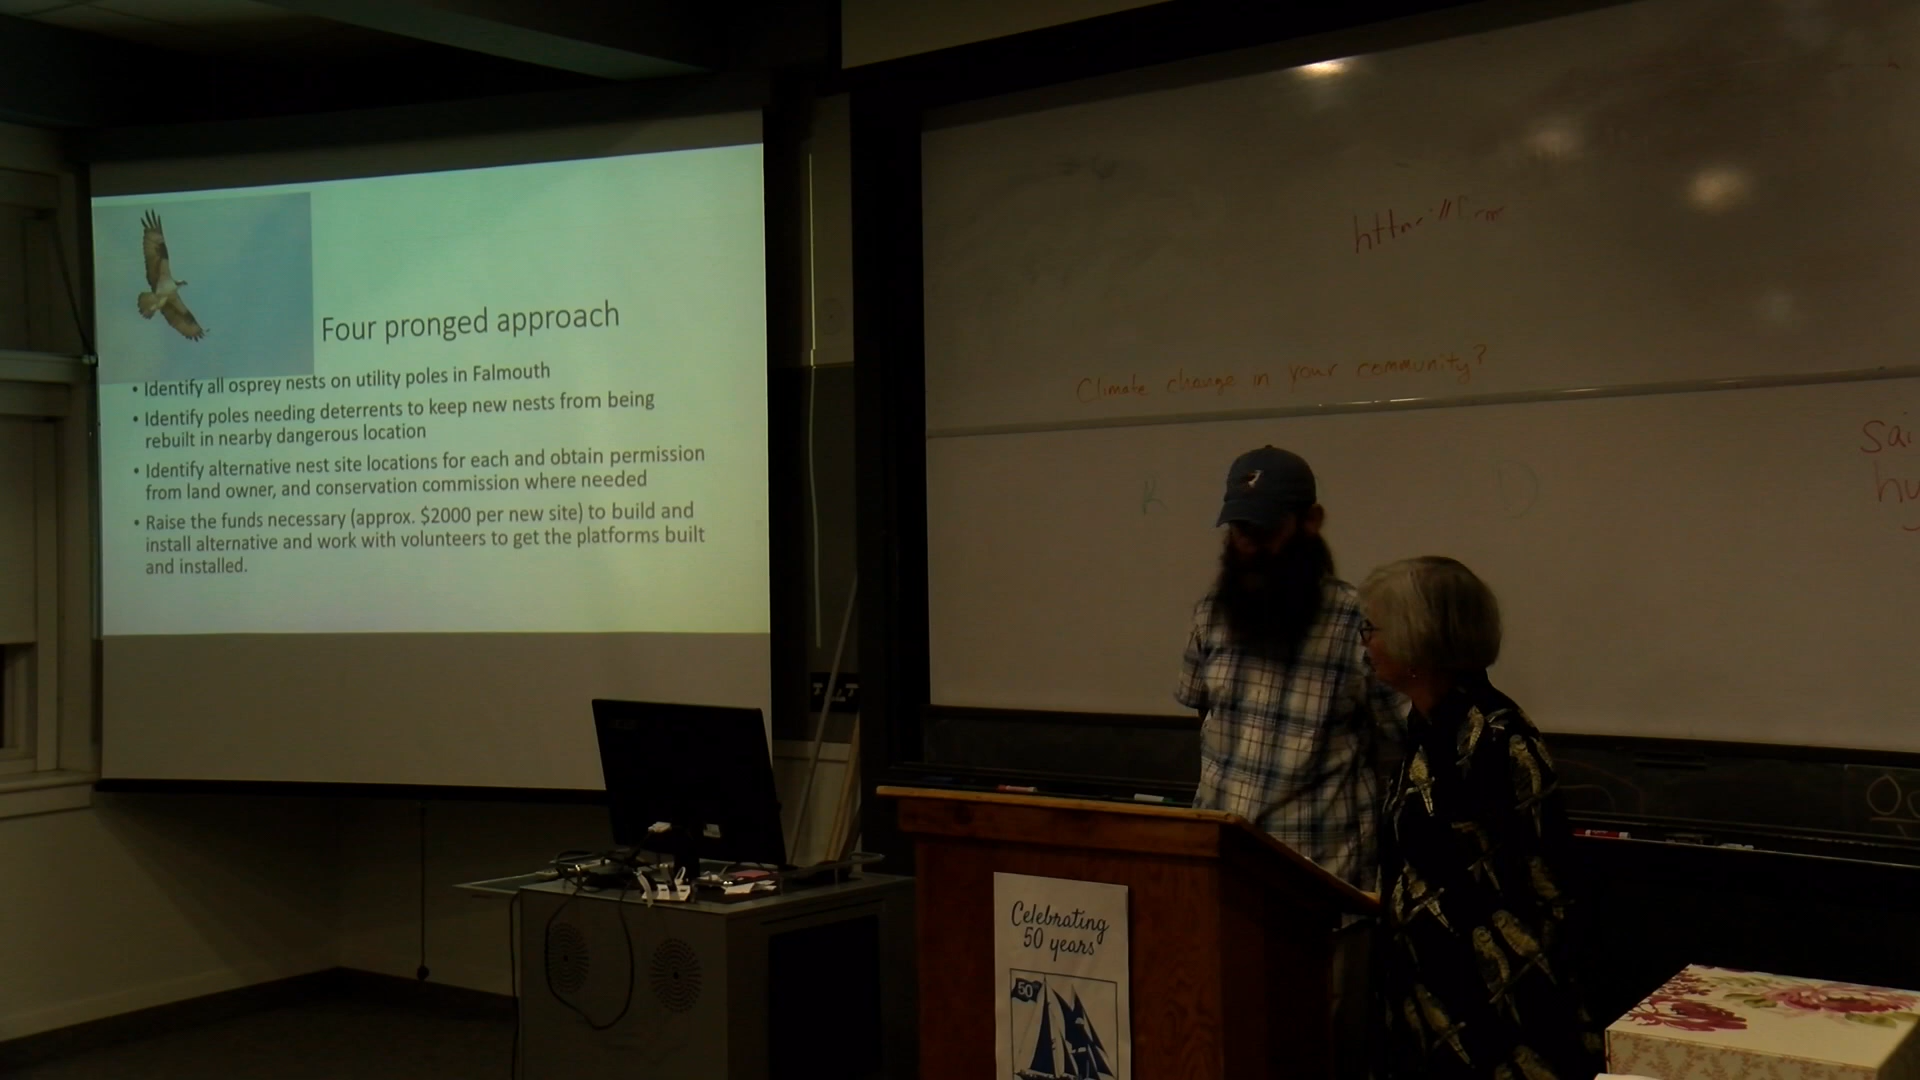 Four pronged approach
• Identify all osprey nests on utility poles in Falmouth
• Identify poles needing deterrents to keep new nests from being
rebuilt in nearby dangerous location
• Identify alternative nest site locations for each and obtain permission
from land owner, and conservation commission where needed
• Raise the funds necessary (approx. $2000 per new site) to build and
install alternative and work with volunteers to get the platforms built
and installed.
Climate change in your community?
R D
Celebrating
50 years
50